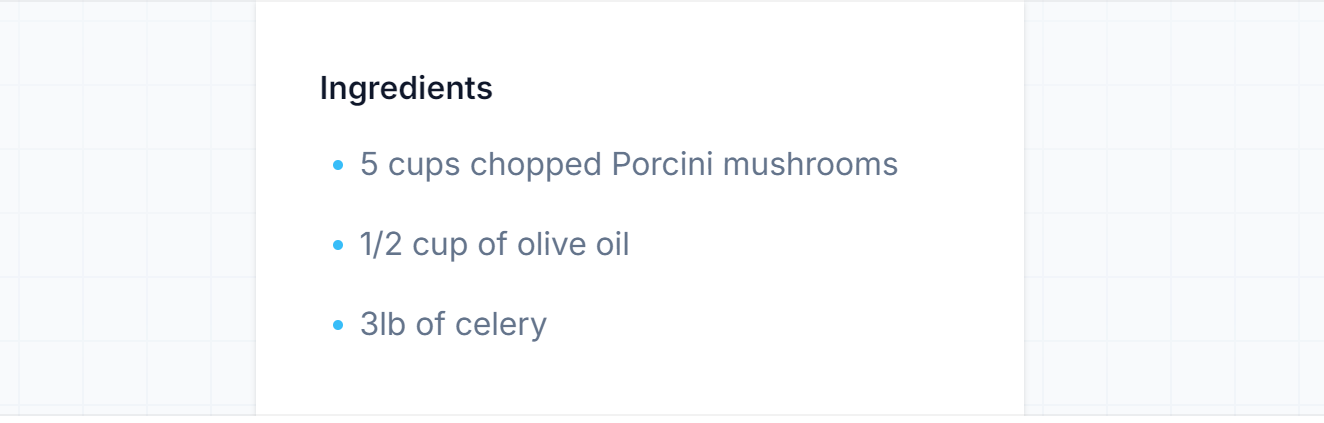 Ingredients
5 cups chopped Porcini mushrooms
1/2 cup of olive oil
3lb of celery